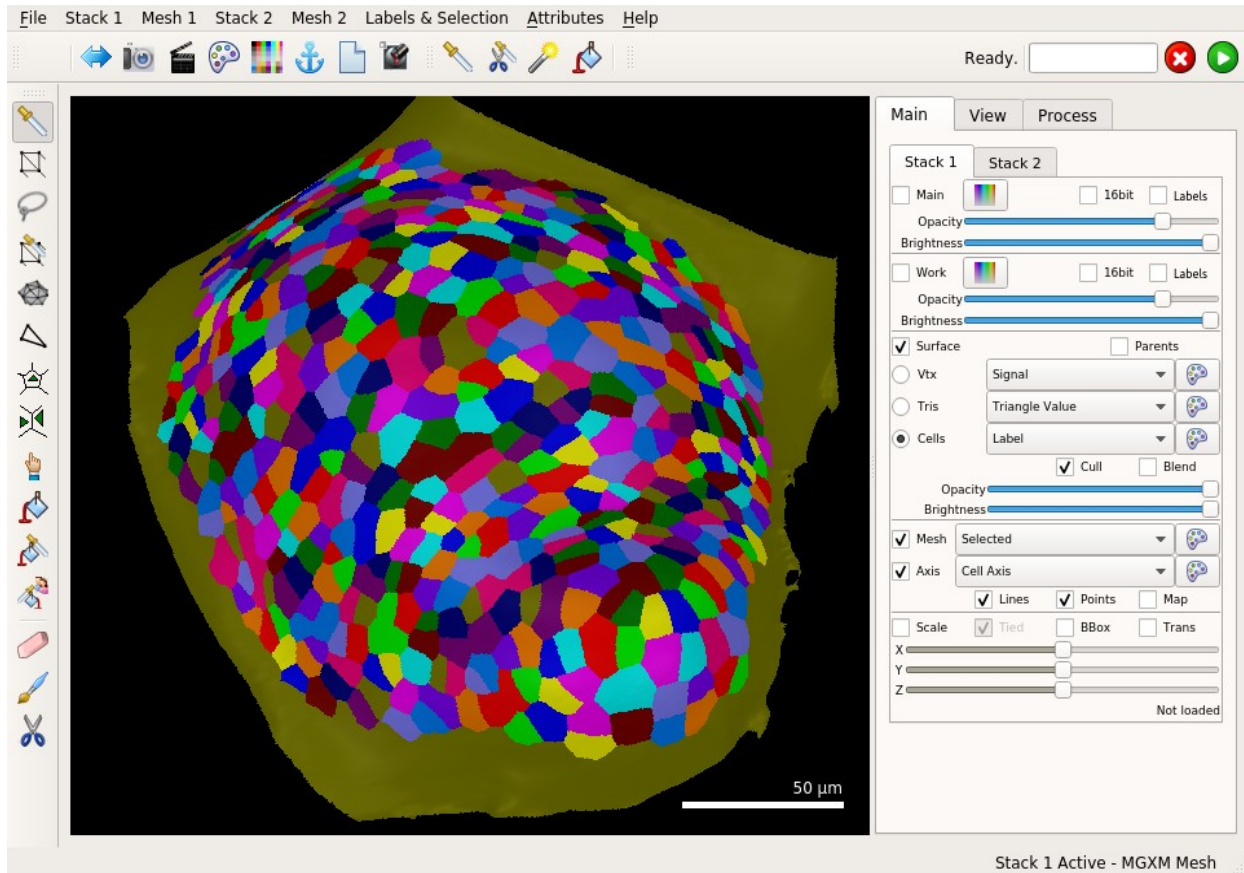 File Stack 1 Mesh 1 Stack 2 Mesh 2 Labels & Selection Attributes Help
Ready.
Main View Process
Stack 1 Stack 2
Main 16bit Labels
Opacity
Brightness
Work 16bit Labels
Opacity
Brightness
Surface Parents
Vtx Signal
Tris Triangle Value
Cells Label
Cull Blend
Opacity
Brightness
Mesh Selected
Axis Cell Axis
Lines Points Map
Scale Tied BBox Trans
X
Y
Z
Not loaded
50 µm
Stack 1 Active - MGXM Mesh